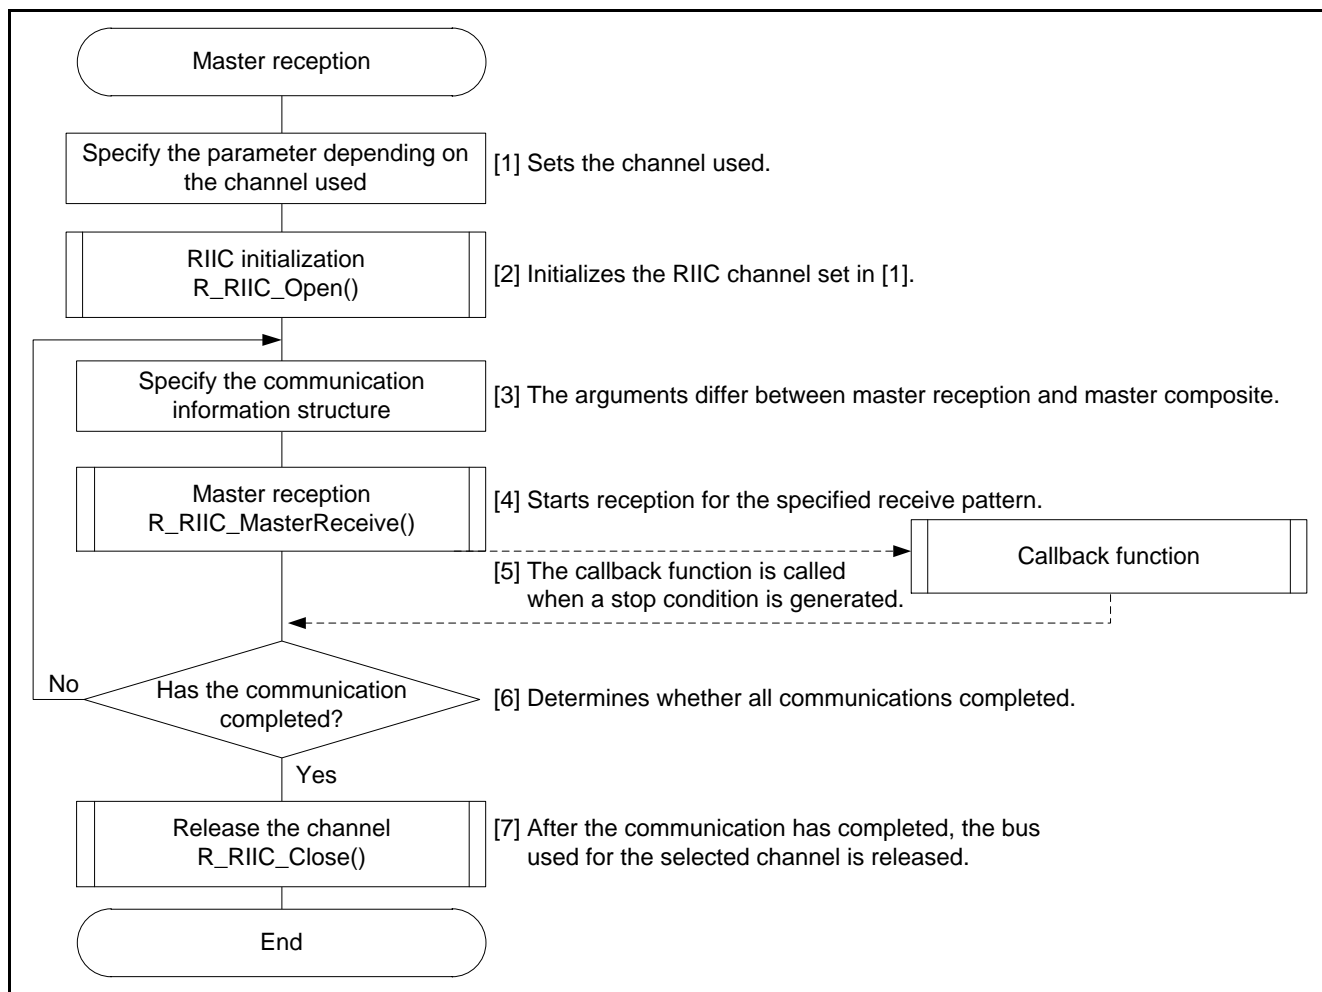 Master reception
Specify the parameter depending on
the channel used
[1] Sets the channel used.
RIIC initialization
R_RIIC_Open()
[2] Initializes the RIIC channel set in [1].
Specify the communication
information structure
[3] The arguments differ between master reception and master composite.
Master reception
R_RIIC_MasterReceive()
[4] Starts reception for the specified receive pattern.
Callback function
[5] The callback function is called
when a stop condition is generated.
No
Has the communication
completed?
[6] Determines whether all communications completed.
Yes
Release the channel
R_RIIC_Close()
[7] After the communication has completed, the bus
used for the selected channel is released.
End